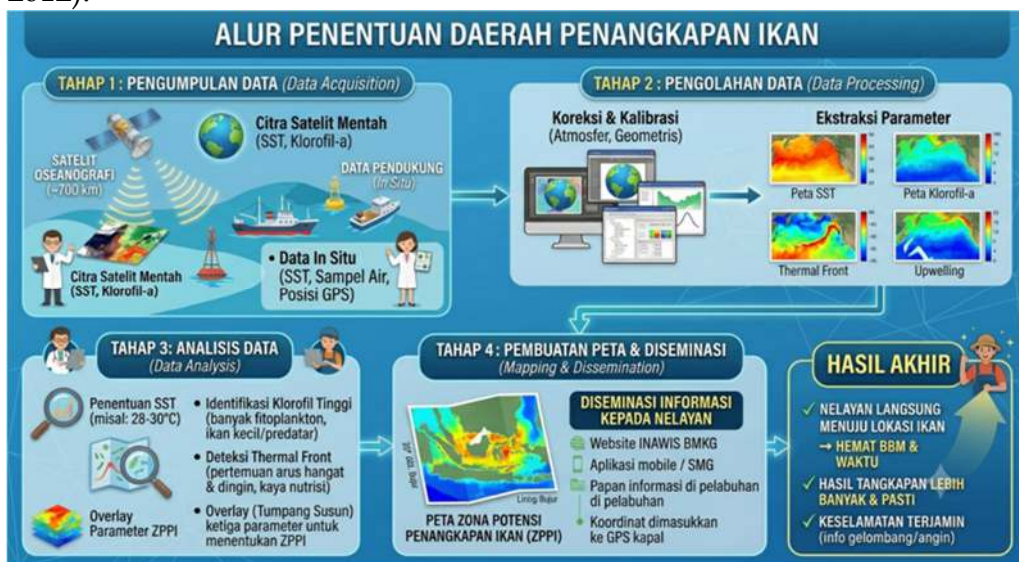 2022).
ALUR PENENTUAN DAERAH PENANGKAPAN IKAN
TAHAP 1 : PENGUMPULAN DATA (Data Acquisition)
Citra Satelit Mentah
(SST, Klorofil-a)
SATELIT
OSEANOGRAFI
(~700 km)
DATA PENDUKUNG
(In Situ)
Citra Satelit Mentah
(SST, Klorofil-a)
• Data In Situ
(SST, Sampel Air,
Posisi GPS)
TAHAP 2 : PENGOLAHAN DATA (Data Processing)
Koreksi & Kalibrasi
(Atmosfer, Geometris)
Ekstraksi Parameter
Peta SST
Peta Klorofil-a
Thermal Front
Upwelling
TAHAP 3: ANALISIS DATA
(Data Analysis)
Penentuan SST
(misal: 28-30°C)
Overlay
Parameter ZPPI
• Identifikasi Klorofil Tinggi
(banyak fitoplankton,
ikan kecil/predatar)
• Deteksi Thermal Front
(pertemuan arus hangat
& dingin, kaya nutrisi)
• Overlay (Tumpang Susun)
ketiga parameter untuk
menentukan ZPPI
TAHAP 4 : PEMBUATAN PETA & DISEMINASI
(Mapping & Dissemination)
PETA ZONA POTENSI
PENANGKAPAN IKAN (ZPPI)
DISEMINASI INFORMASI
KEPADA NELAYAN
Website INAWIS BMKG
Aplikasi mobile / SMG
Papan informasi di pelabuhan
di pelabuhan
Koordinat dimasukkan
ke GPS kapal
HASIL AKHIR
✓ NELAYAN LANGSUNG
MENUJU LOKASI IKAN
→ HEMAT BBM &
WAKTU
✓ HASIL TANGKAPAN LEBIH
BANYAK & PASTI
✓ KESELAMATAN TERJAMIN
(info gelombang/angin)